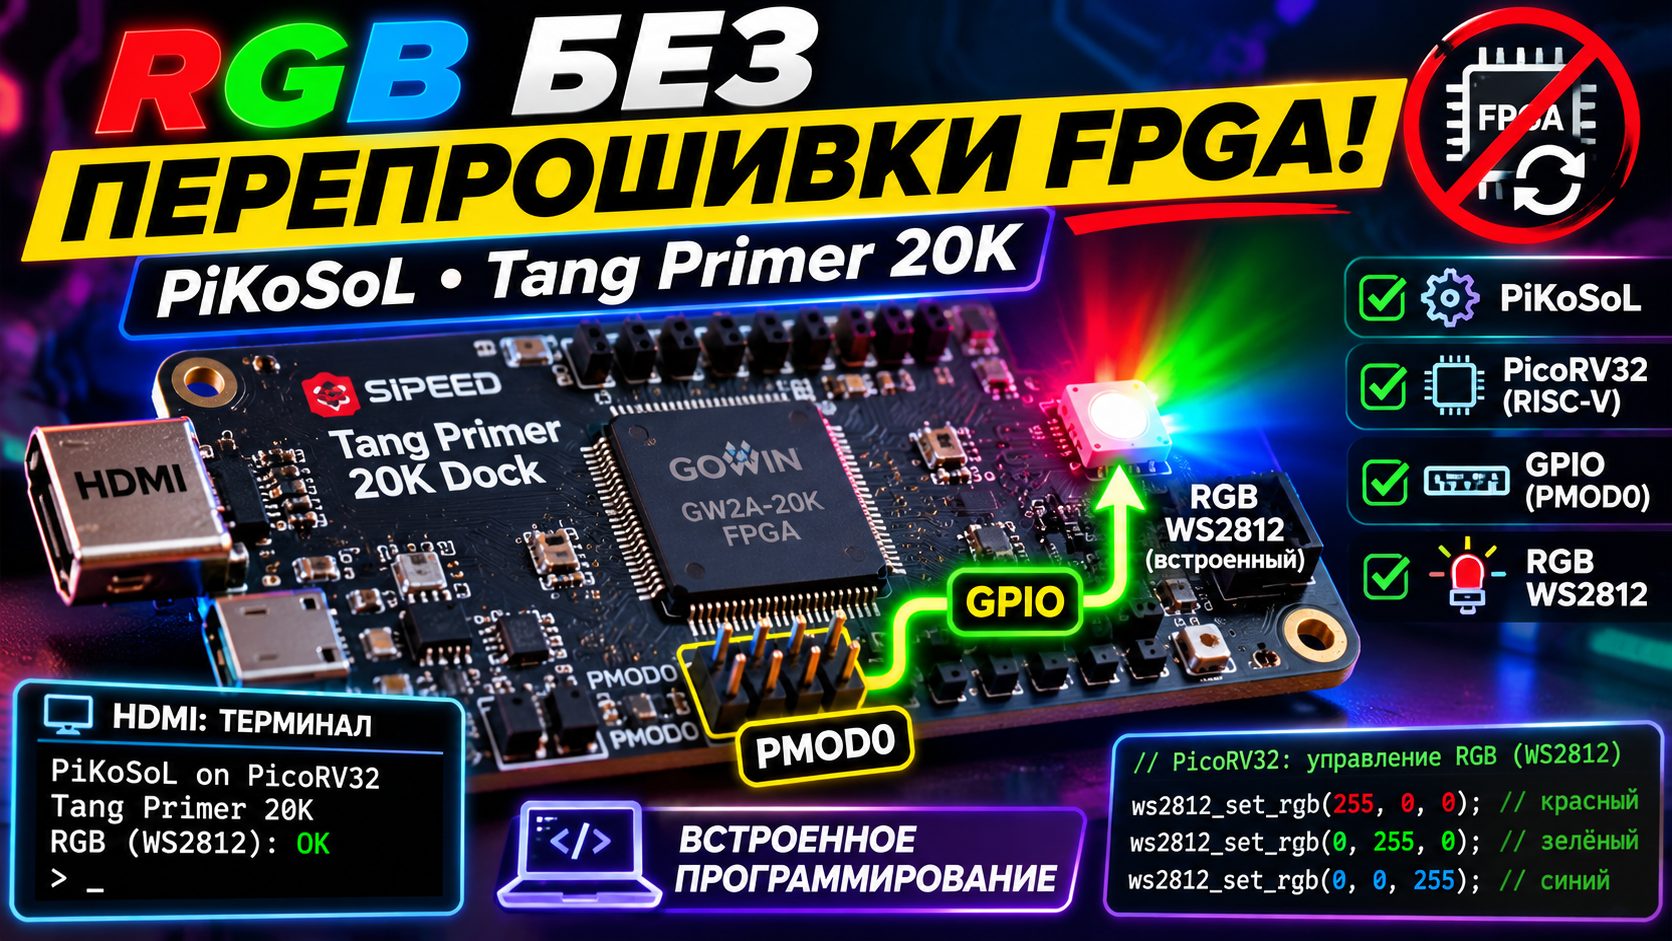 RGB БЕЗ
ПЕРЕПРОШИВКИ FPGA!
PiKoSoL • Tang Primer 20K
FPGA
PiKoSoL
PicoRV32
(RISC-V)
GPIO
(PMOD0)
RGB
WS2812
SiPEED
Tang Primer
20K Dock
HDMI
GOWIN
GW2A-20K
FPGA
RGB
WS2812
(встроенный)
GPIO
PMOD0
PMOD0
PMOD0
HDMI: ТЕРМИНАЛ
PiKoSoL on PicoRV32
Tang Primer 20K
RGB (WS2812): OK
> _
</>
ВСТРОЕННОЕ
ПРОГРАММИРОВАНИЕ
// PicoRV32: управление RGB (WS2812)
ws2812_set_rgb(255, 0, 0); // красный
ws2812_set_rgb(0, 255, 0); // зелёный
ws2812_set_rgb(0, 0, 255); // синий